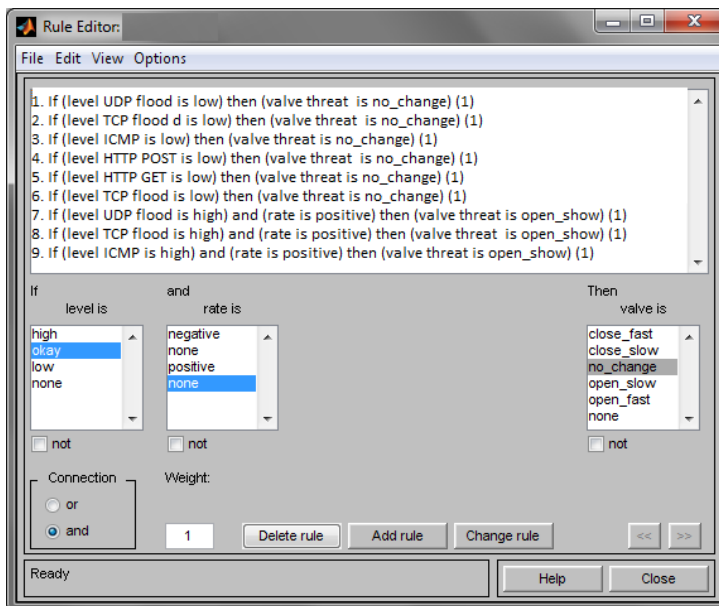 Rule Editor:
File Edit View Options
1. If (level UDP flood is low) then (valve threat is no_change) (1)
2. If (level TCP flood d is low) then (valve threat is no_change) (1)
3. If (level ICMP is low) then (valve threat is no_change) (1)
4. If (level HTTP POST is low) then (valve threat is no_change) (1)
5. If (level HTTP GET is low) then (valve threat is no_change) (1)
6. If (level TCP flood is low) then (valve threat is no_change) (1)
7. If (level UDP flood is high) and (rate is positive) then (valve threat is open_show) (1)
8. If (level TCP flood is high) and (rate is positive) then (valve threat is open_show) (1)
9. If (level ICMP is high) and (rate is positive) then (valve threat is open_show) (1)
If
level is
high
okay
low
none
not
and
rate is
negative
none
positive
none
not
Then
valve is
close_fast
close_slow
no_change
open_slow
open_fast
none
not
Connection
or
and
Weight:
1
Delete rule
Add rule
Change rule
<<
>>
Ready
Help
Close